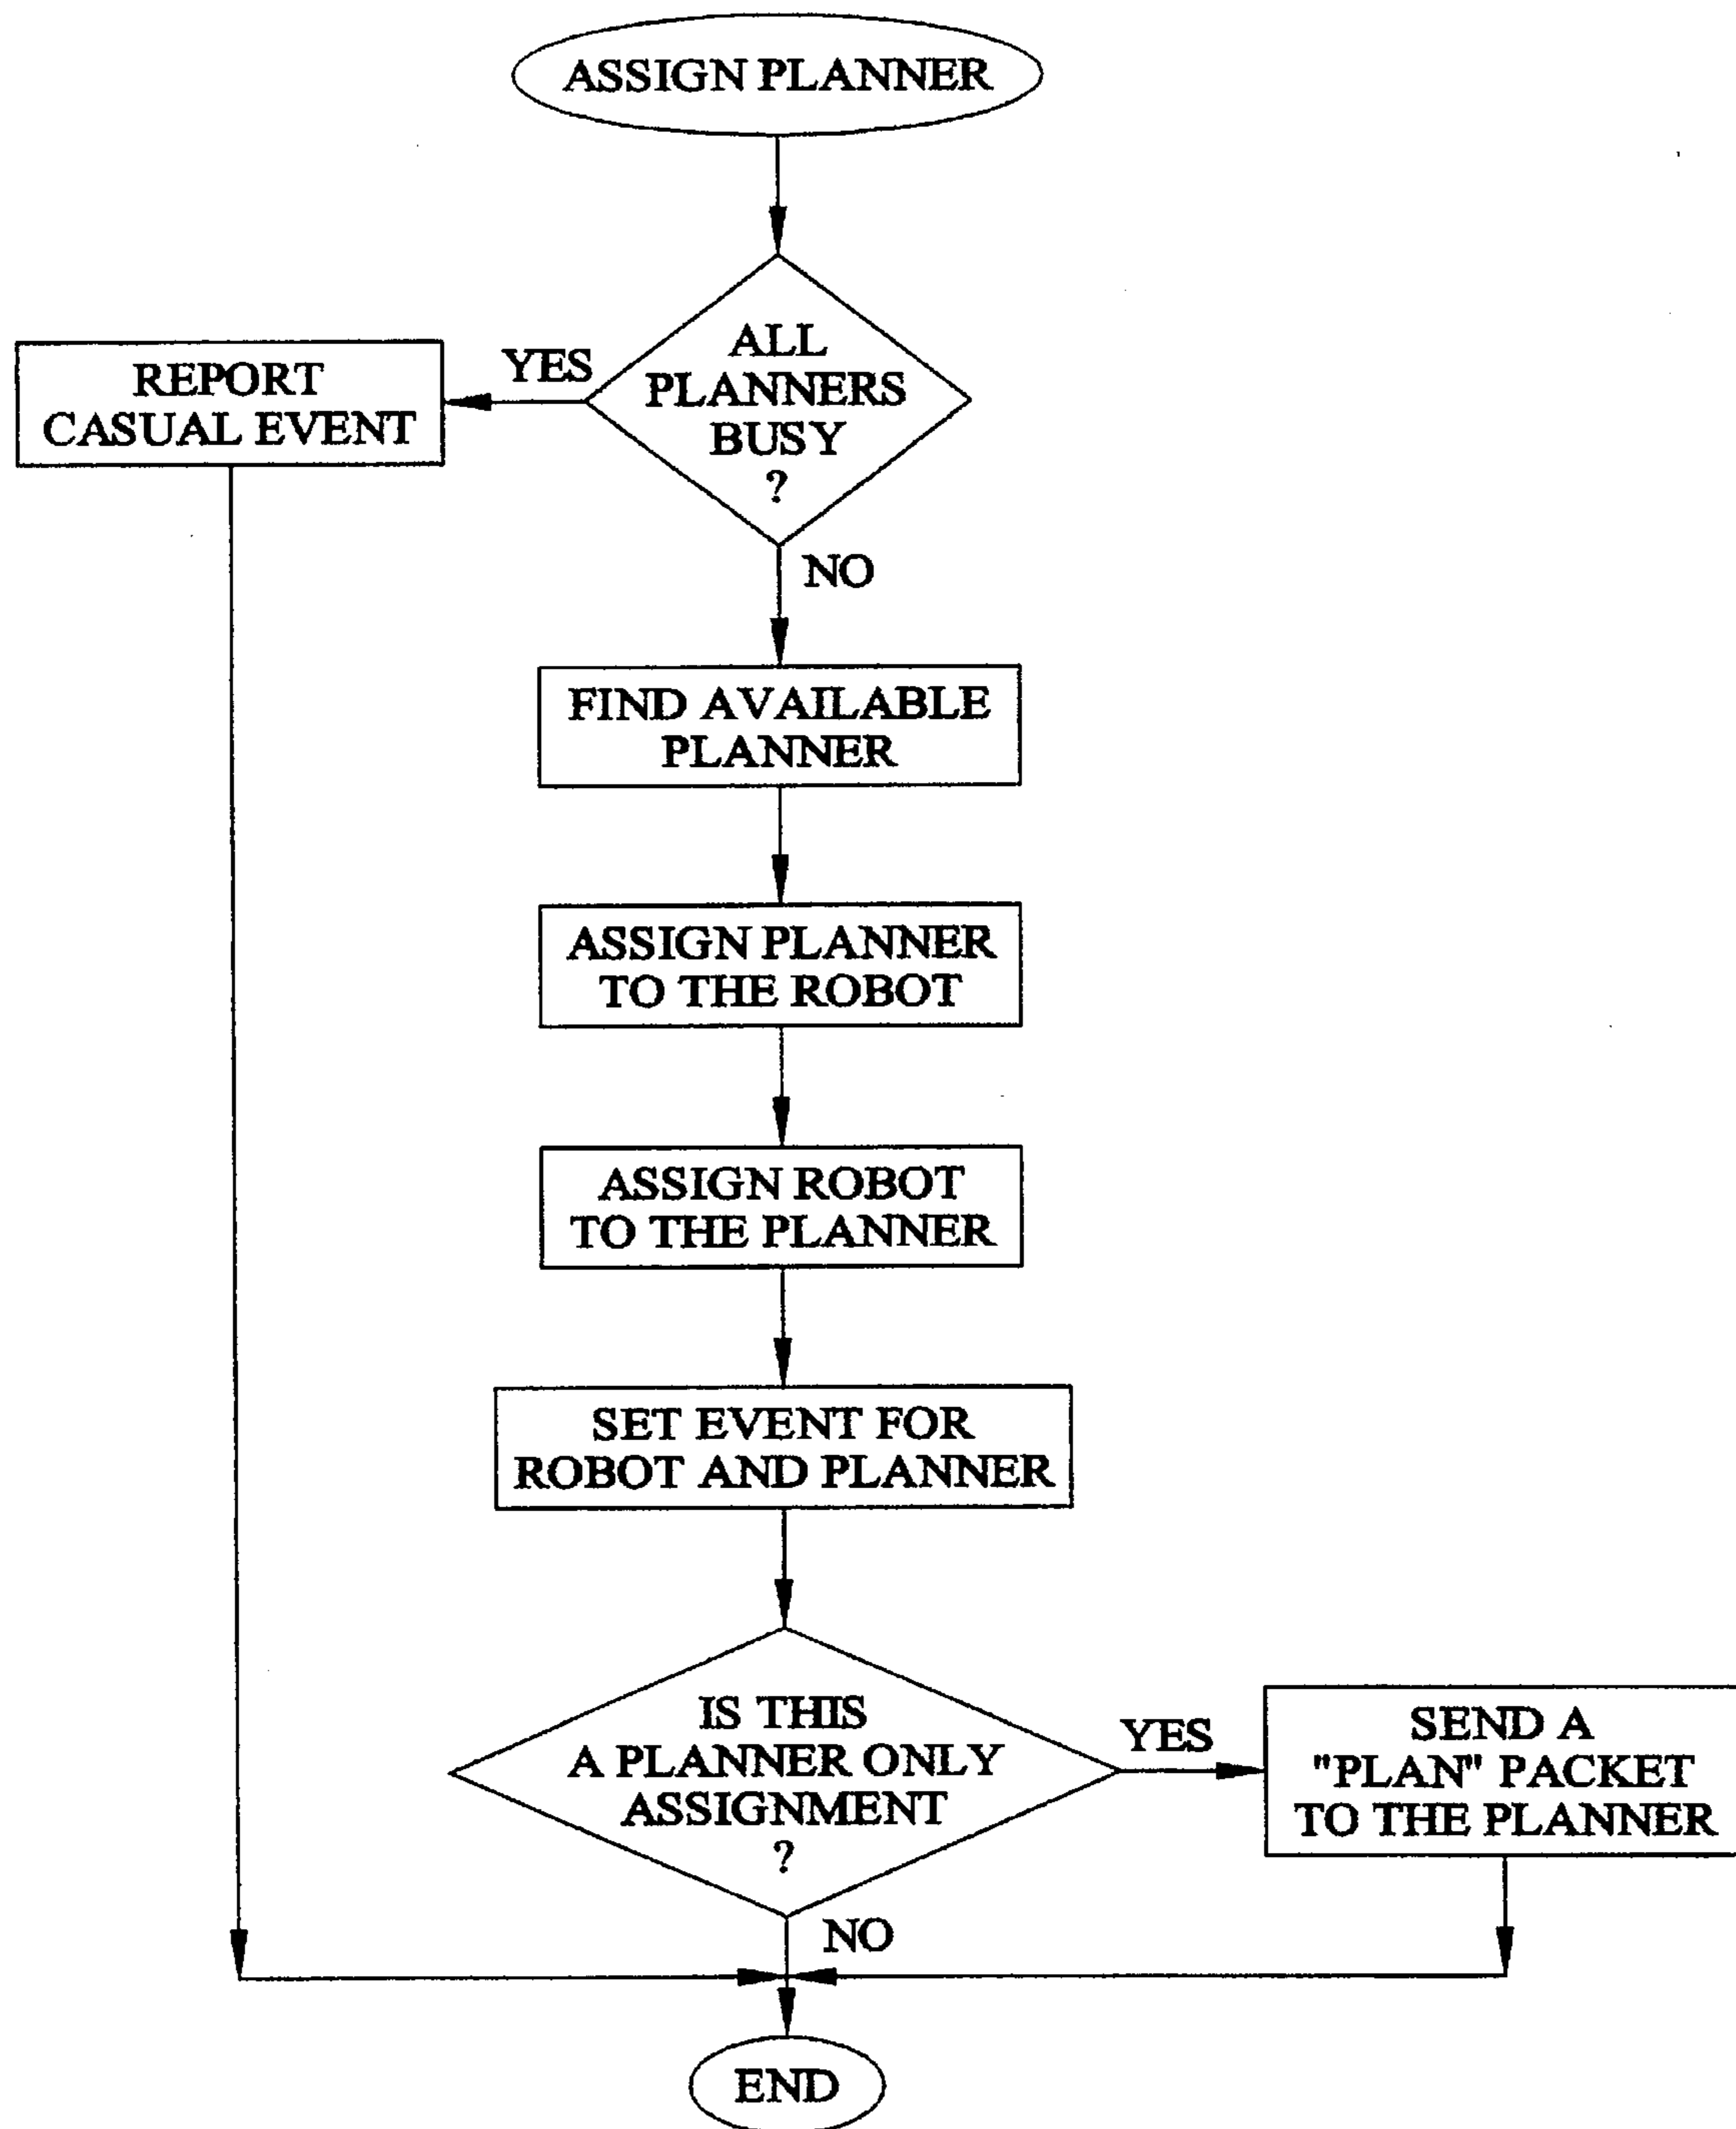 ASSIGN PLANNER
ALL
PLANNERS
BUSY
?
YES
REPORT
CASUAL EVENT
NO
FIND AVAILABLE
PLANNER
ASSIGN PLANNER
TO THE ROBOT
ASSIGN ROBOT
TO THE PLANNER
SET EVENT FOR
ROBOT AND PLANNER
IS THIS
A PLANNER ONLY
ASSIGNMENT
?
YES
SEND A
"PLAN" PACKET
TO THE PLANNER
NO
END